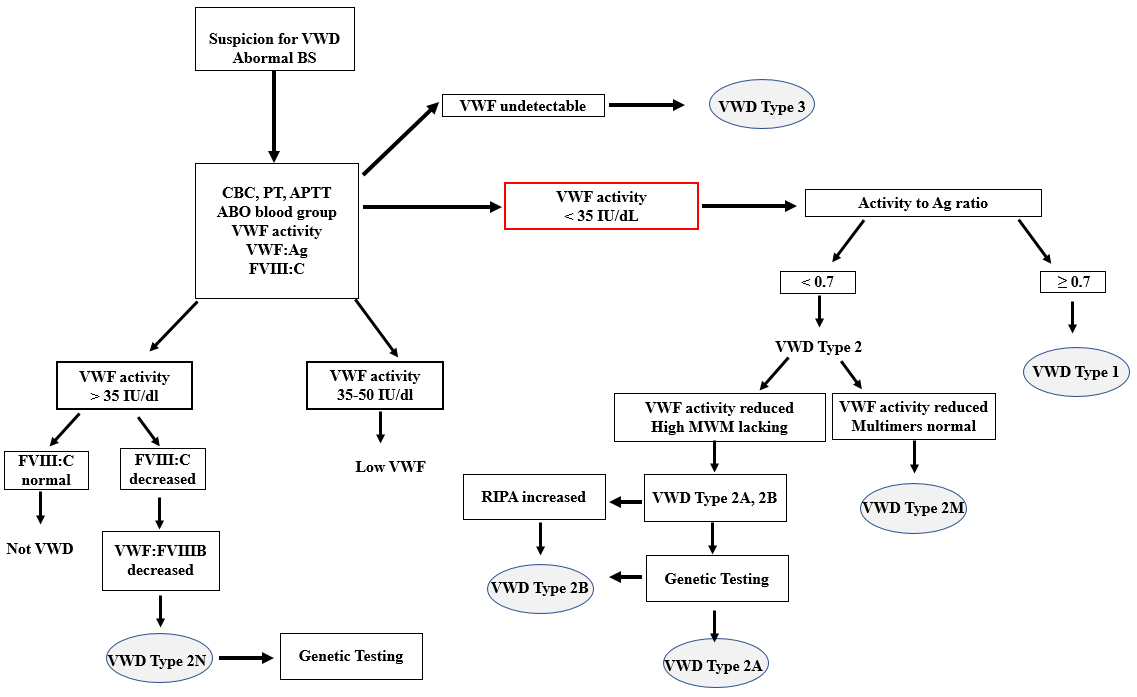 Suspicion for VWD
Abormal BS
VWF undetectable
VWD Type 3
CBC, PT, APTT
ABO blood group
VWF activity
VWF:Ag
FVIII:C
VWF activity
< 35 IU/dL
Activity to Ag ratio
< 0.7
≥ 0.7
VWD Type 2
VWD Type 1
VWF activity
> 35 IU/dl
VWF activity
35-50 IU/dl
VWF activity reduced
High MWM lacking
VWF activity reduced
Multimers normal
FVIII:C
normal
FVIII:C
decreased
Low VWF
RIPA increased
VWD Type 2A, 2B
VWD Type 2M
Not VWD
VWF:FVIIIB
decreased
VWD Type 2B
Genetic Testing
VWD Type 2N
Genetic Testing
VWD Type 2A